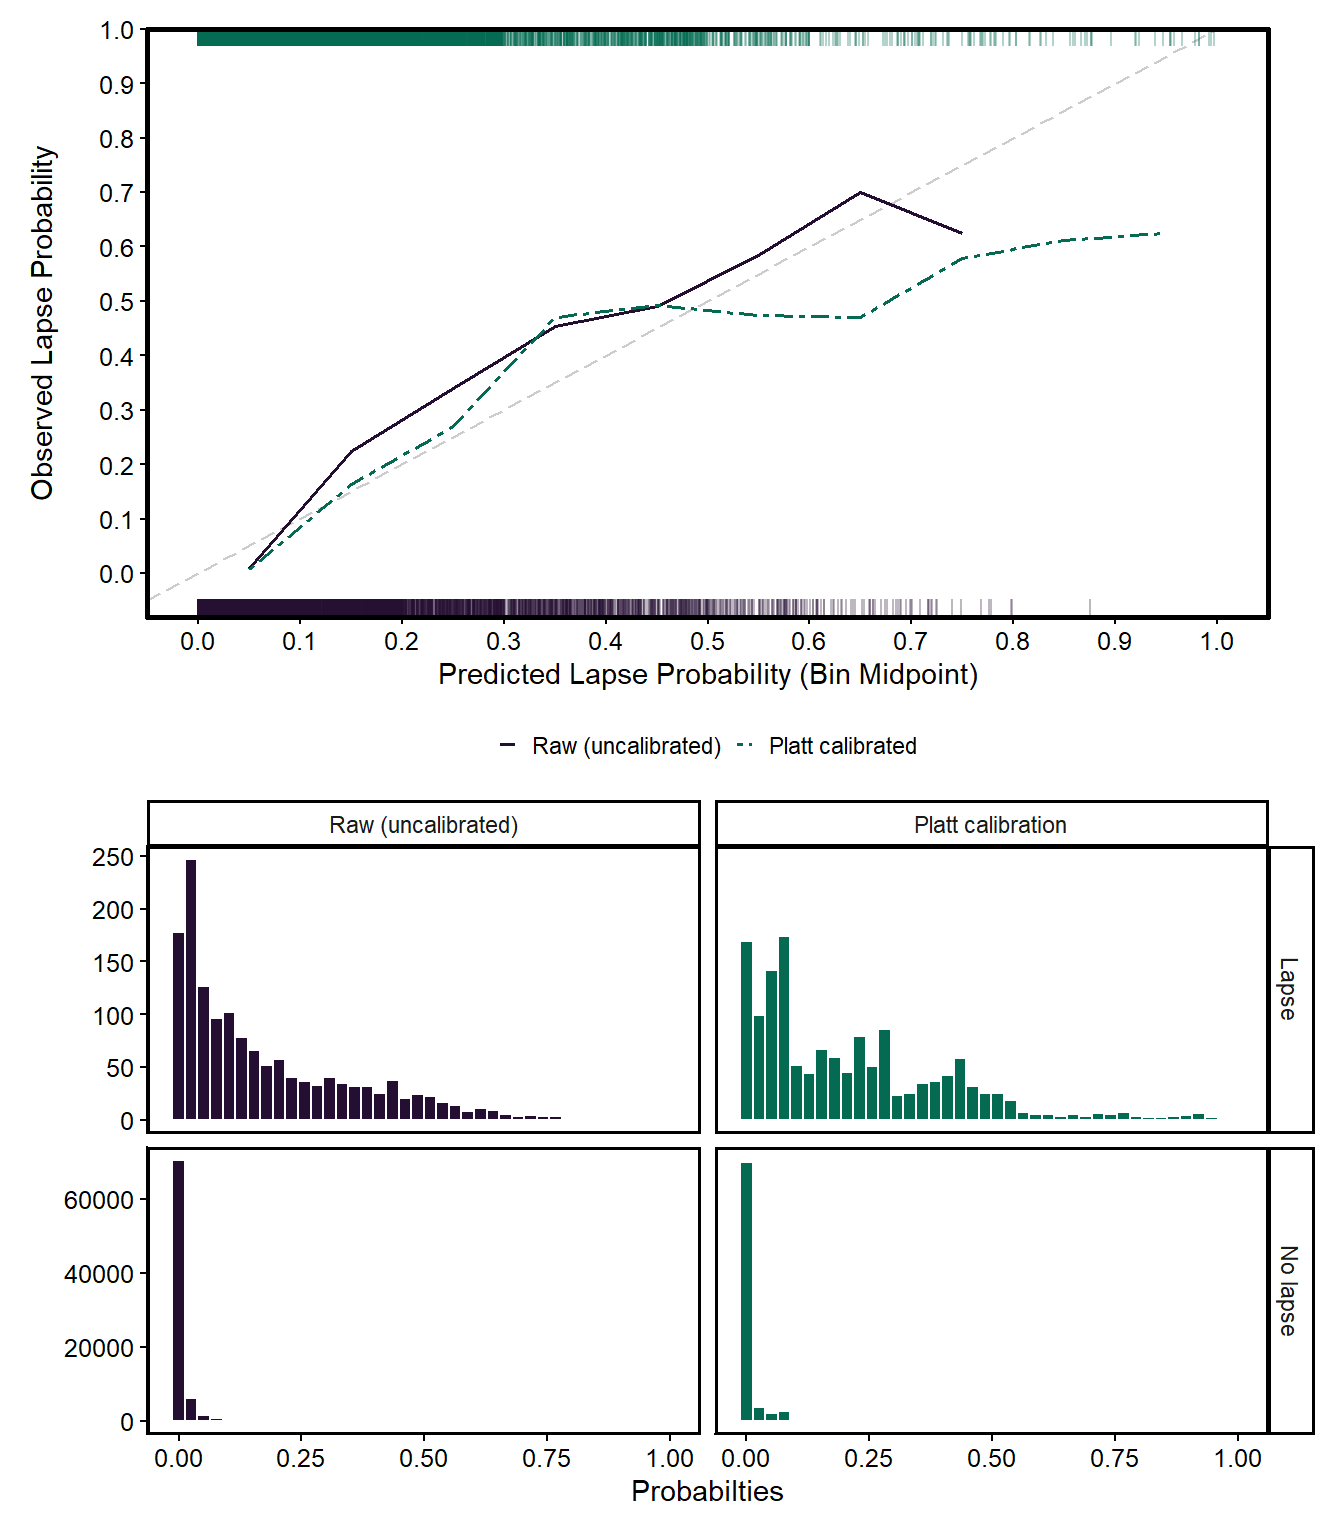 1.0
0.9
0.8
0.7
0.6
0.5
0.4
0.3
0.2
0.1
0.0
Observed Lapse Probability
0.0 0.1 0.2 0.3 0.4 0.5 0.6 0.7 0.8 0.9 1.0
Predicted Lapse Probability (Bin Midpoint)
Raw (uncalibrated) Platt calibrated
Raw (uncalibrated) Platt calibration
250
200
150
100
50
0
Lapse
60000
40000
20000
0
No lapse
0.00 0.25 0.50 0.75 1.00 0.00 0.25 0.50 0.75 1.00
Probabilties